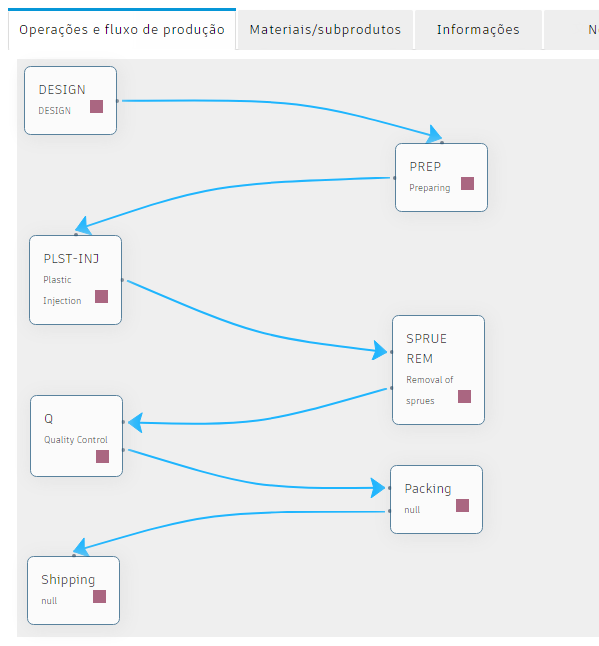 Operações e fluxo de produção
Materiais/subprodutos
Informações
DESIGN
DESIGN
PREP
Preparing
PLST-INJ
Plastic
Injection
SPRUE
REM
Removal of
sprues
Q
Quality Control
Packing
null
Shipping
null